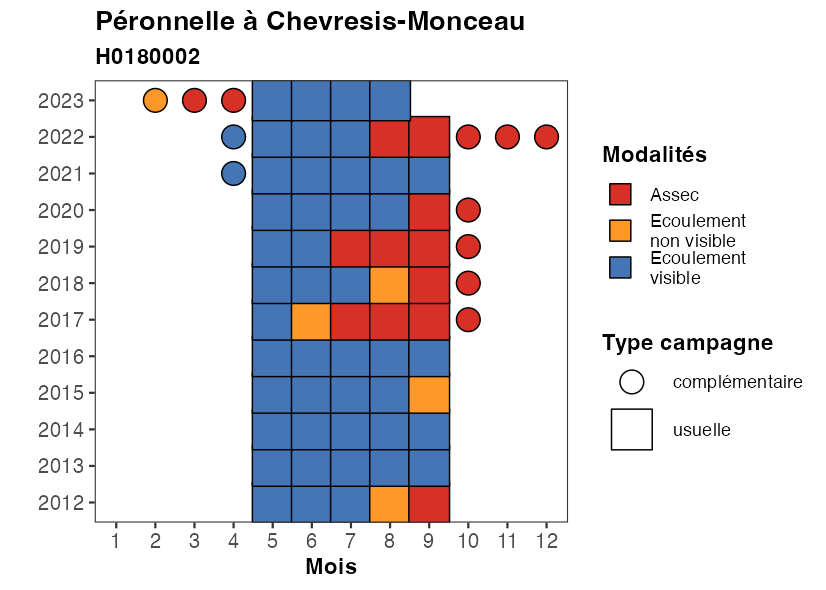 Péronnelle à Chevresis-Monceau
H0180002
2023
2022
2021
2020
2019
2018
2017
2016
2015
2014
2013
2012
1 2 3 4 5 6 7 8 9 10 11 12
Mois
Modalités
Assec
Ecoulement
non visible
Ecoulement
visible
Type campagne
complémentaire
usuelle